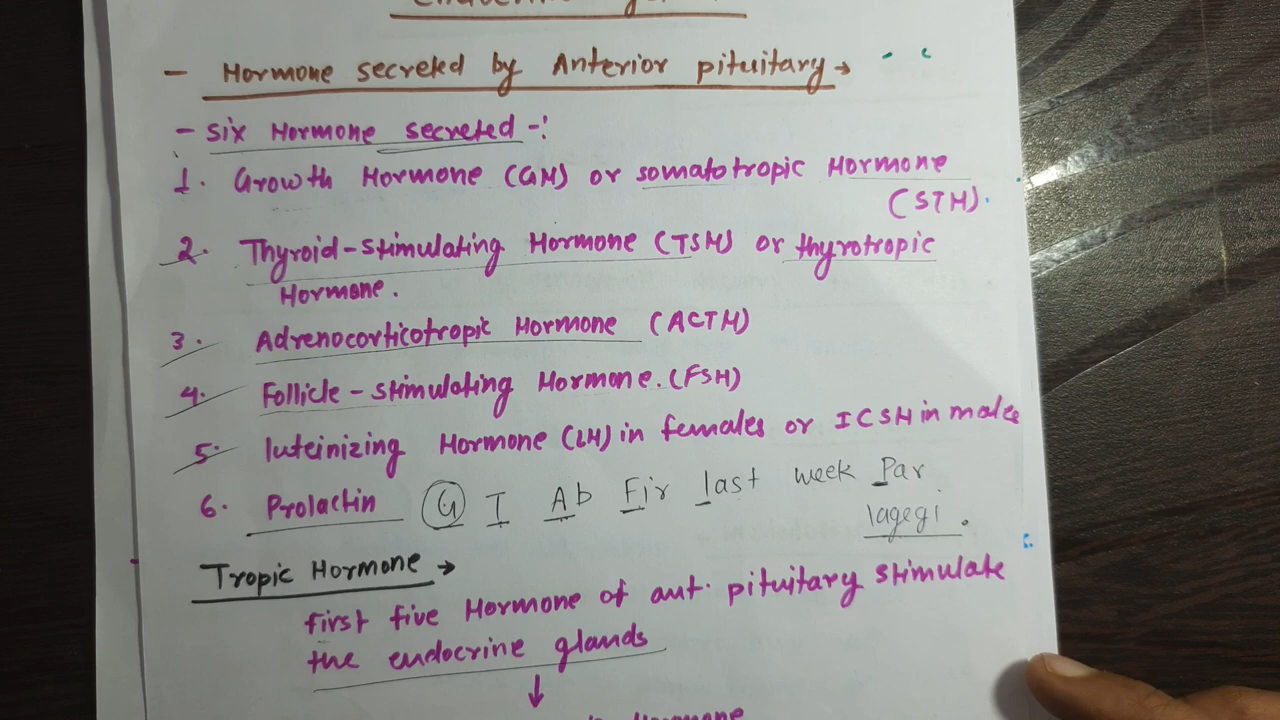 - Hormone secreted by Anterior pituitary →
- six Hormone secreted -:
1. Growth Hormone (GH) or somatotropic Hormone
(STH).
2. Thyroid-stimulating Hormone (TSH) or thyrotropic
Hormone.
3. Adrenocorticotropic Hormone (ACTH)
4. Follicle-stimulating Hormone. (FSH)
5. luteinizing Hormone (LH) in females or ICSH in males
6. Prolactin G T Ab Fir last week Par
lagegi.
Tropic Hormone →
first five Hormone of ant. pituitary stimulate
the endocrine glands
↓
Hormone